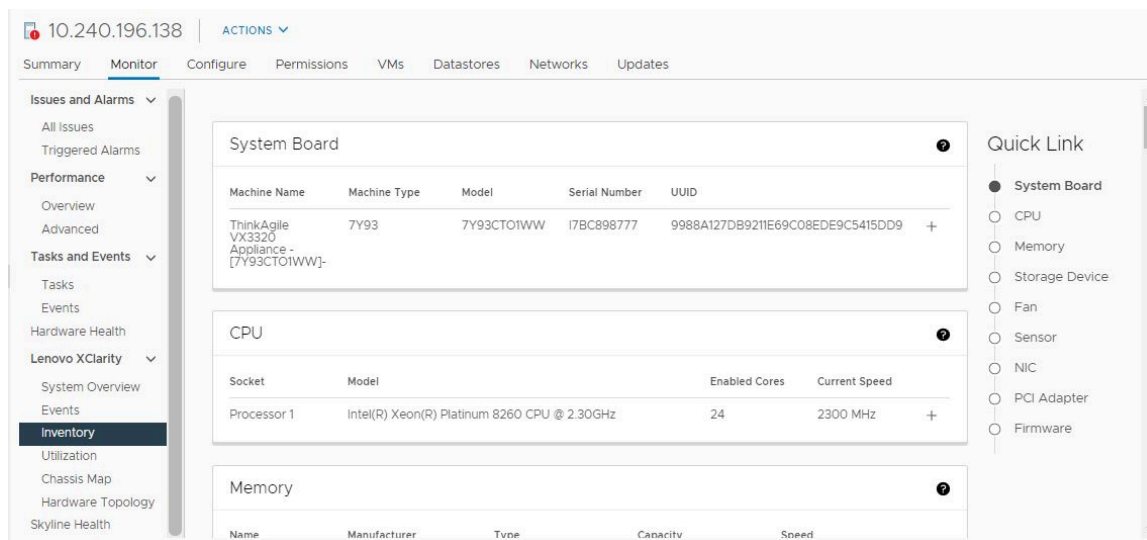 10.240.196.138 ACTIONS
Summary Monitor Configure Permissions VMs Datastores Networks Updates
Issues and Alarms
All Issues
Triggered Alarms
Performance
Overview
Advanced
Tasks and Events
Tasks
Events
Hardware Health
Lenovo XClarity
System Overview
Events
Inventory
Utilization
Chassis Map
Hardware Topology
Skyline Health
System Board
Machine Name Machine Type Model Serial Number UUID
ThinkAgile 7Y93 7Y93CTO1WW I7BC898777 9988A127DB9211E69C08EDE9C5415DD9 +
VX3320
Appliance -
[7Y93CTO1WW]-
CPU
Socket Model Enabled Cores Current Speed
Processor 1 Intel(R) Xeon(R) Platinum 8260 CPU @ 2.30GHz 24 2300 MHz +
Memory
Name Manufacturer Type Capacity Speed
Quick Link
System Board
CPU
Memory
Storage Device
Fan
Sensor
NIC
PCI Adapter
Firmware